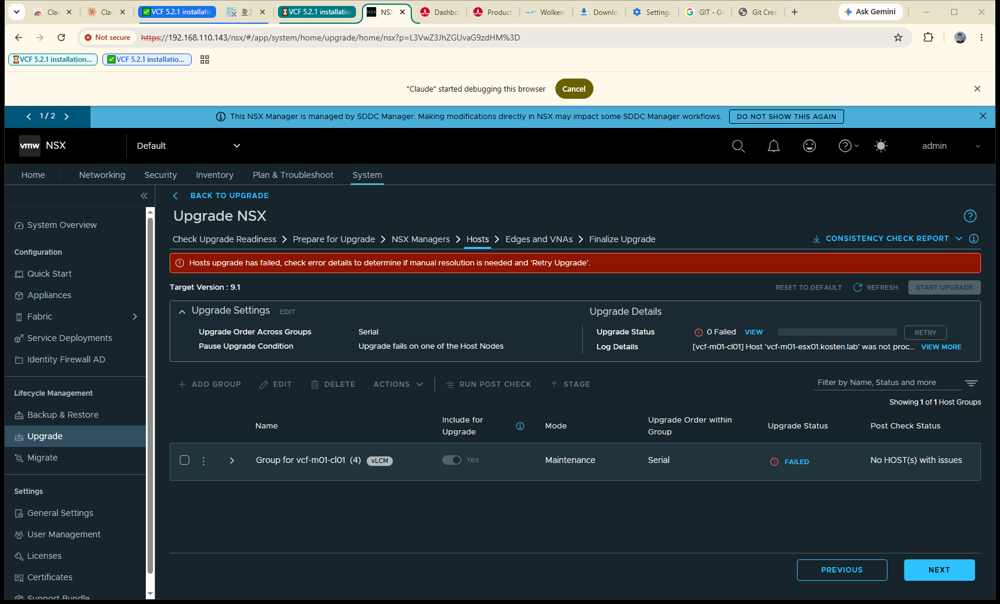 Cla
Cla
✅VCF 5.2.1 installatio
登
⌛VCF 5.2.1 installatio
NS
Dashbo
Product
Wolken
Downlo
Settings
GIT - Go
Git Cred
Ask Gemini
Not secure
https://192.168.110.143/nsx/#/app/system/home/upgrade/home/nsx?p=L3VwZ3JhZGUvaG9zdHM%3D
⌛VCF 5.2.1 installation...
✅VCF 5.2.1 installatio...
"Claude" started debugging this browser
Cancel
1 / 2
This NSX Manager is managed by SDDC Manager. Making modifications directly in NSX may impact some SDDC Manager workflows.
DO NOT SHOW THIS AGAIN
vmw NSX
Default
admin
Home
Networking
Security
Inventory
Plan & Troubleshoot
System
BACK TO UPGRADE
Upgrade NSX
Check Upgrade Readiness
Prepare for Upgrade
NSX Managers
Hosts
Edges and VNAs
Finalize Upgrade
CONSISTENCY CHECK REPORT
Hosts upgrade has failed, check error details to determine if manual resolution is needed and ‘Retry Upgrade’.
Target Version : 9.1
RESET TO DEFAULT
REFRESH
START UPGRADE
Upgrade Settings
EDIT
Upgrade Order Across Groups
Serial
Pause Upgrade Condition
Upgrade fails on one of the Host Nodes
Upgrade Details
Upgrade Status
0 Failed
VIEW
RETRY
Log Details
[vcf-m01-cl01] Host 'vcf-m01-esx01.kosten.lab' was not proc...
VIEW MORE
ADD GROUP
EDIT
DELETE
ACTIONS
RUN POST CHECK
STAGE
Filter by Name, Status and more
Showing 1 of 1 Host Groups
Name
Include for Upgrade
Mode
Upgrade Order within Group
Upgrade Status
Post Check Status
Group for vcf-m01-cl01 (4)
vLCM
Yes
Maintenance
Serial
FAILED
No HOST(s) with issues
PREVIOUS
NEXT
System Overview
Configuration
Quick Start
Appliances
Fabric
Service Deployments
Identity Firewall AD
Lifecycle Management
Backup & Restore
Upgrade
Migrate
Settings
General Settings
User Management
Licenses
Certificates
Support Bundle